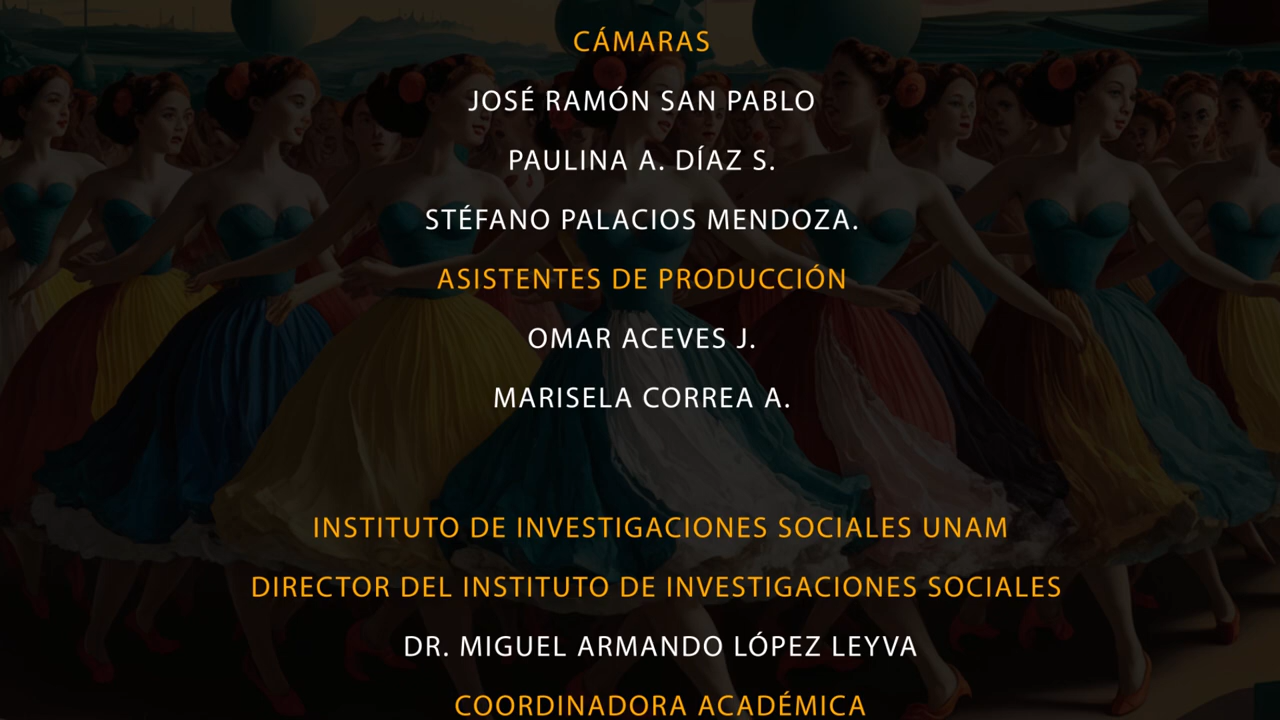 CÁMARAS
JOSÉ RAMÓN SAN PABLO
PAULINA A. DÍAZ S.
STÉFANO PALACIOS MENDOZA.
ASISTENTES DE PRODUCCIÓN
OMAR ACEVES J.
MARISELA CORREA A.
INSTITUTO DE INVESTIGACIONES SOCIALES UNAM
DIRECTOR DEL INSTITUTO DE INVESTIGACIONES SOCIALES
DR. MIGUEL ARMANDO LÓPEZ LEYVA
COORDINADORA ACADÉMICA